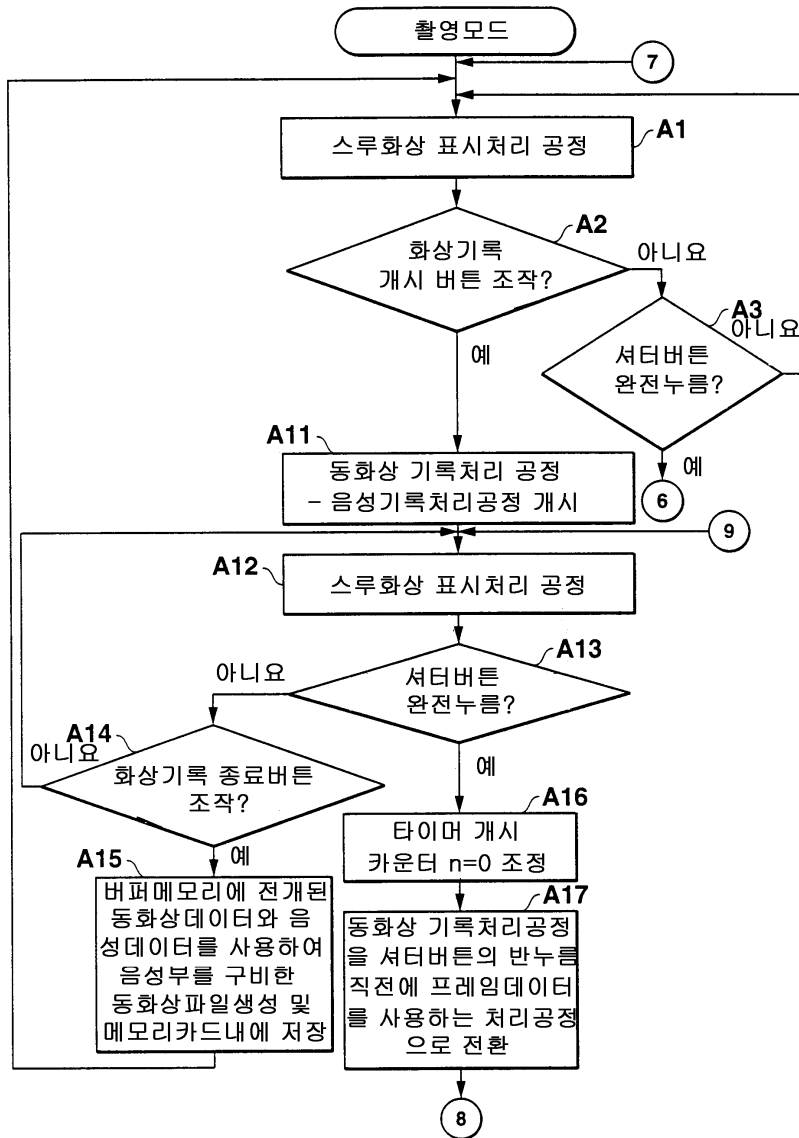 촬영모드
7
스루화상 표시처리 공정
A1
A2
화상기록
개시 버튼 조작?
아니요
A3
아니요
셔터버튼
완전누름?
예
예
6
A11
동화상 기록처리 공정
– 음성기록처리공정 개시
9
A12
스루화상 표시처리 공정
A13
셔터버튼
완전누름?
아니요
A14
아니요
화상기록 종료버튼
조작?
예
예
A16
타이머 개시
카운터 n=0 조정
A15
버퍼메모리에 전개된
동화상데이터와 음
성데이터를 사용하여
음성부를 구비한
동화상파일생성 및
메모리카드내에 저장
A17
동화상 기록처리공정
을 셔터버튼의 반누름
직전에 프레임데이터
를 사용하는 처리공정
으로 전환
8